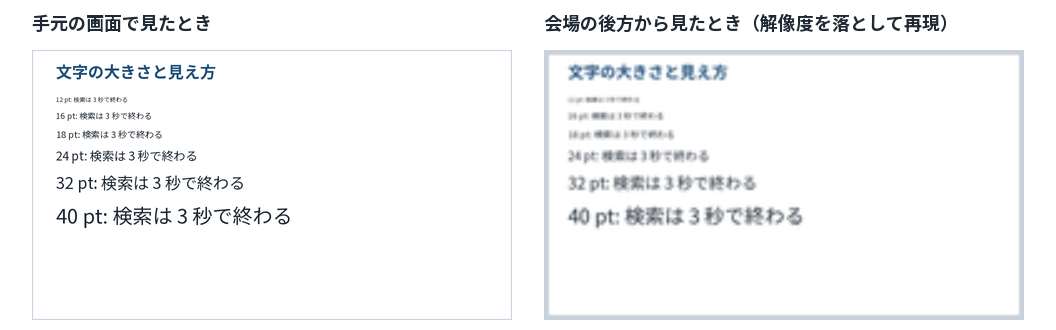 手元の画面で見たとき
文字の大きさと見え方
12 pt: 検索は 3 秒で終わる
16 pt: 検索は 3 秒で終わる
18 pt: 検索は 3 秒で終わる
24 pt: 検索は 3 秒で終わる
32 pt: 検索は 3 秒で終わる
40 pt: 検索は 3 秒で終わる
会場の後方から見たとき（解像度を落として再現）
文字の大きさと見え方
16 pt: 検索は 3 秒で終わる
18 pt: 検索は 3 秒で終わる
24 pt: 検索は 3 秒で終わる
32 pt: 検索は 3 秒で終わる
40 pt: 検索は 3 秒で終わる